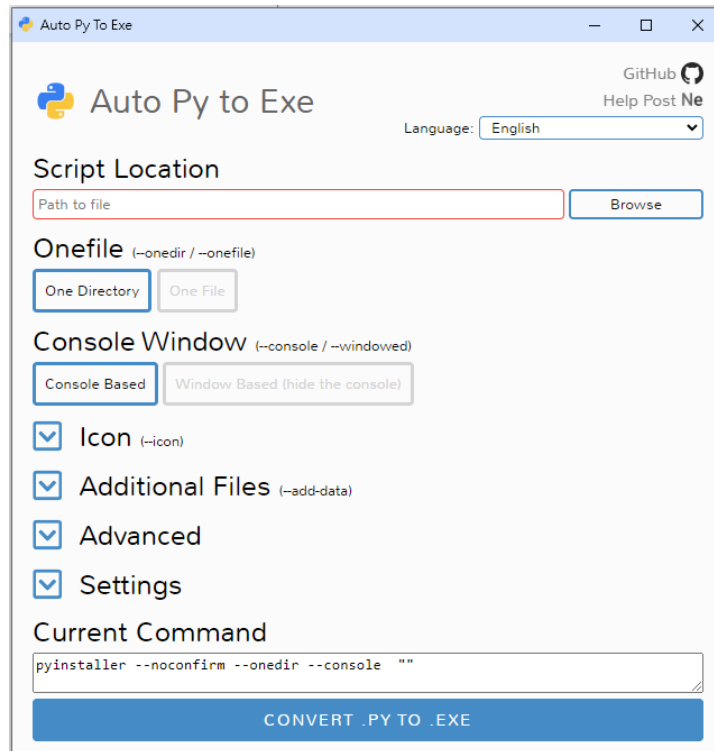 Auto Py To Exe
GitHub
Auto Py to Exe
Help Post Ne
Language: English
Script Location
Path to file
Browse
Onefile (--onedir / --onefile)
One Directory
One File
Console Window (--console / --windowed)
Console Based
Window Based (hide the console)
Icon (--icon)
Additional Files (--add-data)
Advanced
Settings
Current Command
pyinstaller --noconfirm --onedir --console  ""
CONVERT .PY TO .EXE